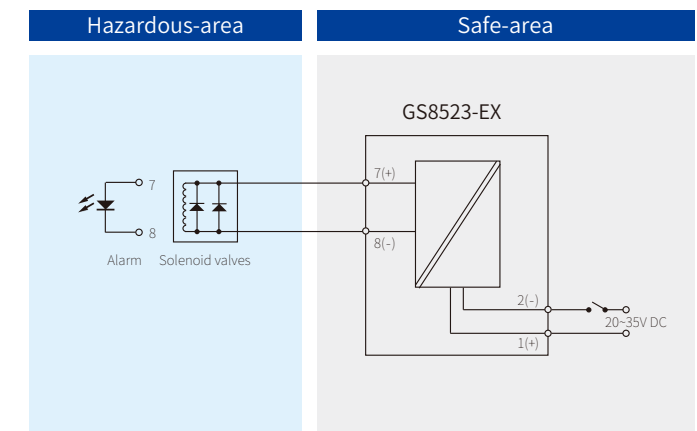 Hazardous-area
Safe-area
GS8523-EX
7(+)
7
8
8(-)
Alarm
Solenoid valves
2(-)
20~35V DC
1(+)